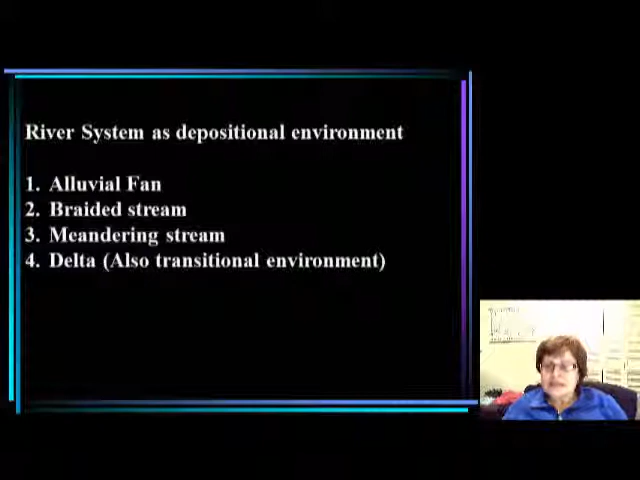 River System as depositional environment
1. Alluvial Fan
2. Braided stream
3. Meandering stream
4. Delta (Also transitional environment)